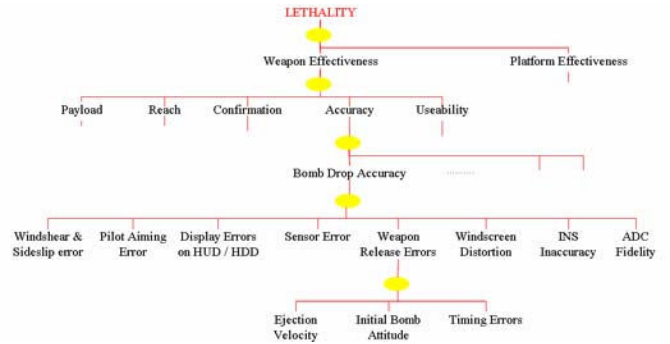 LETHALITY
Weapon Effectiveness Platform Effectiveness
Payload Reach Confirmation Accuracy Useability
Bomb Drop Accuracy ..........
Windshear & Pilot Aiming Display Errors Sensor Error Weapon Windscreen INS ADC
Sideslip error Error on HUD / HDD Release Errors Distortion Inaccuracy Fidelity
Ejection Initial Bomb Timing Errors
Velocity Attitude